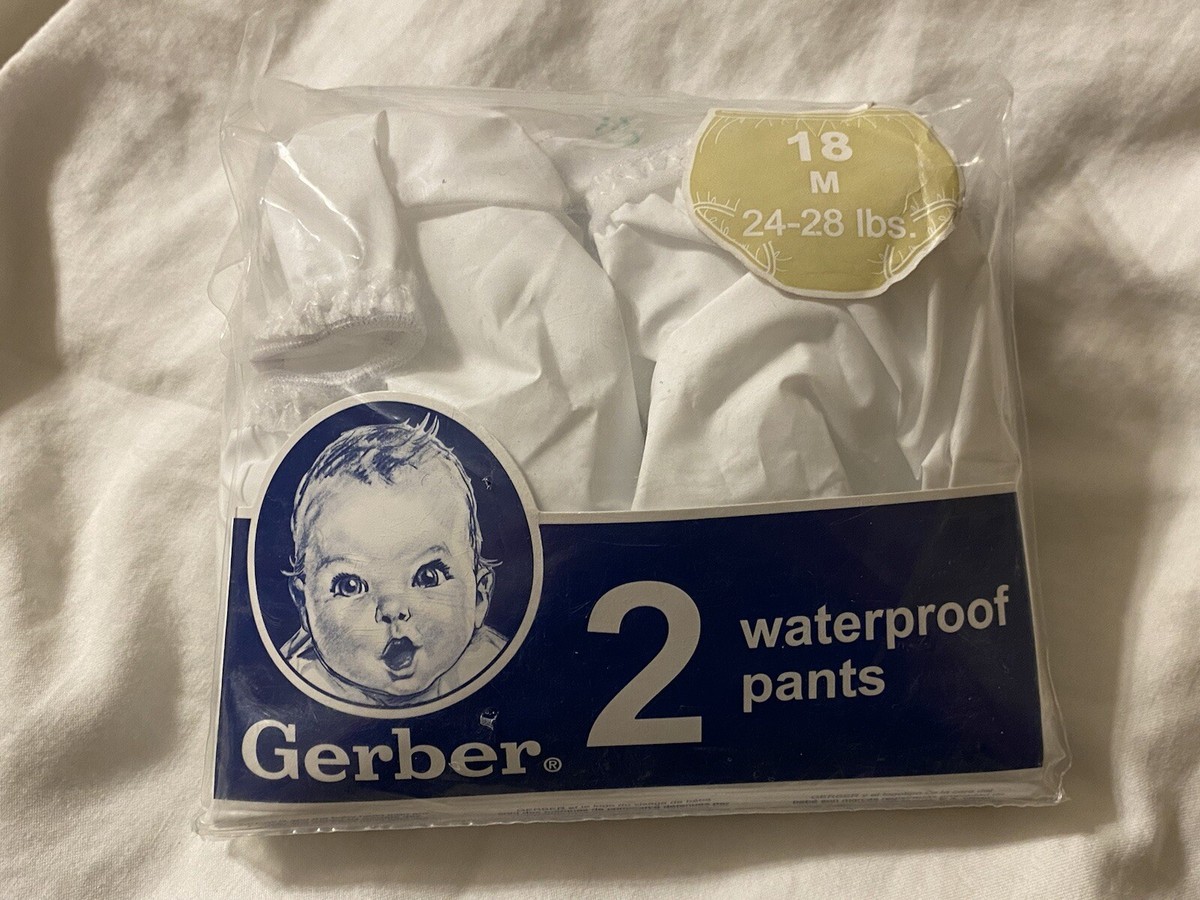 18
M
24-28 lbs.
2
waterproof
pants
Gerber®